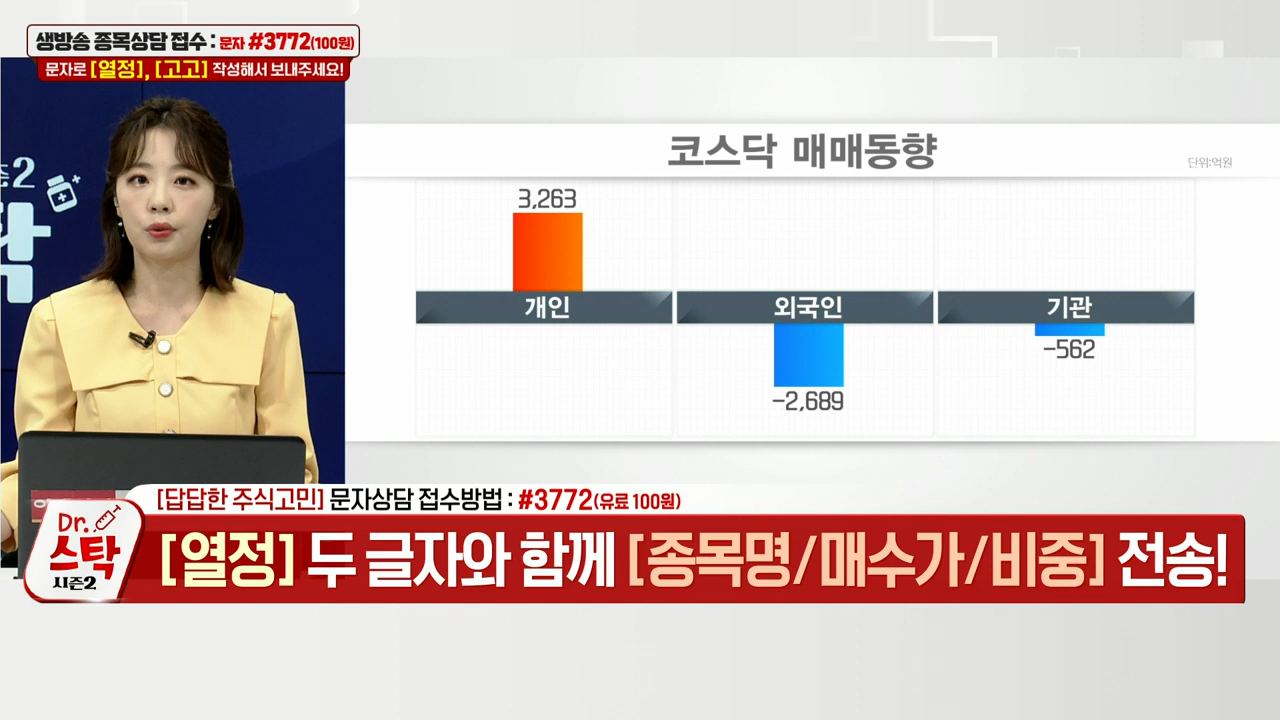 생방송 종목상담 접수 : 문자 #3772(100원)
문자로 [열정], [고고] 작성해서 보내주세요!
코스닥 매매동향
단위:억원
3,263
개인
외국인
기관
-2,689
-562
[답답한 주식고민] 문자상담 접수방법 : #3772(유료 100원)
Dr.
스탁
시즌2
[열정] 두 글자와 함께 [종목명/매수가/비중] 전송!